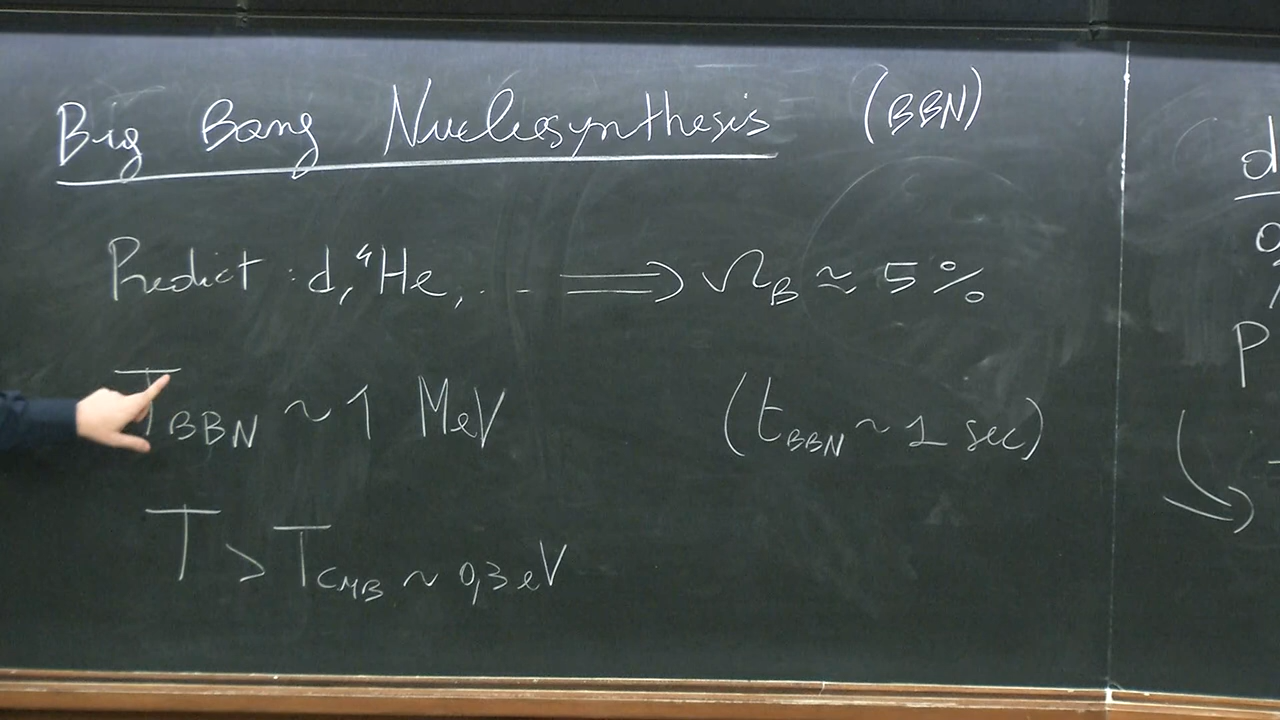 Big Bang Nucleosynthesis (BBN)
Predict : d, ⁴He, ... ⟹ Ω_B ≈ 5 %
T_BBN ~ 1 MeV (t_BBN ~ 1 sec)
T > T_CMB ~ 0,3 eV
d
P